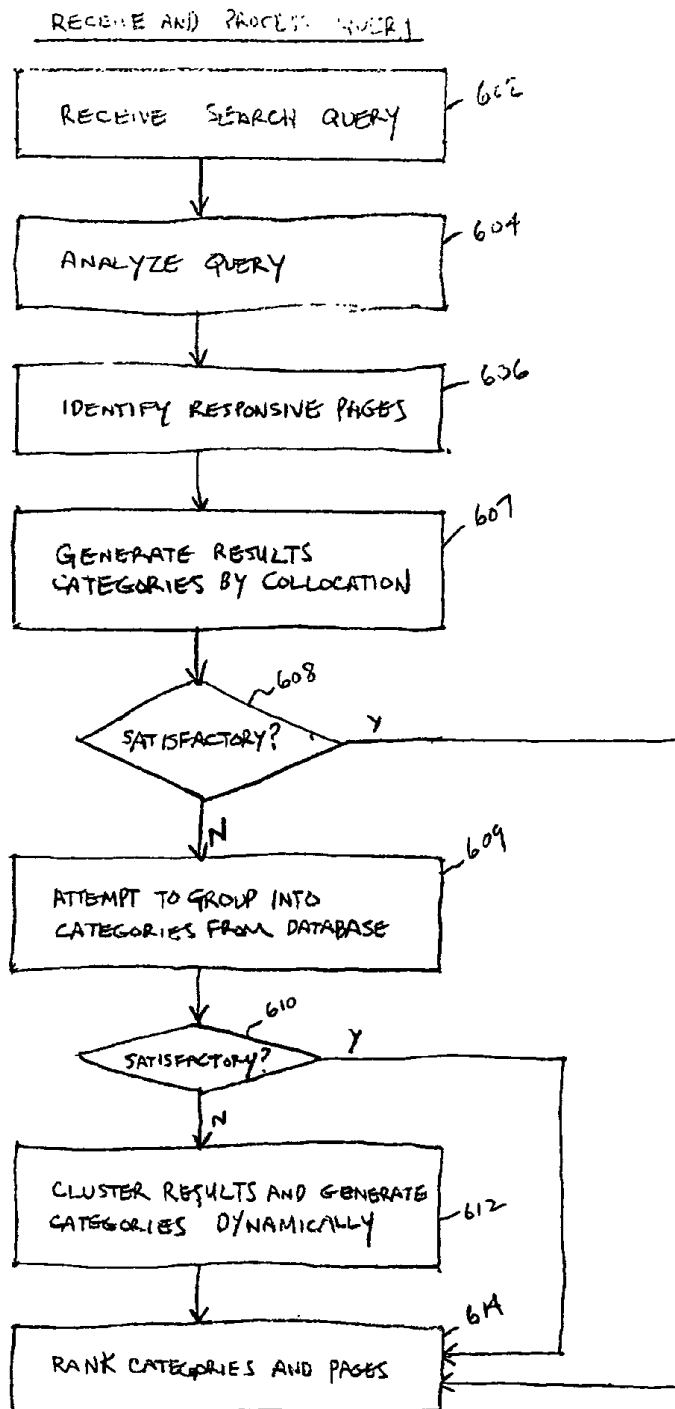 RECEIVE AND PROCESS QUERY
RECEIVE SEARCH QUERY
602
ANALYZE QUERY
604
IDENTIFY RESPONSIVE PAGES
606
607
GENERATE RESULTS
CATEGORIES BY COLLOCATION
608
SATISFACTORY?
Y
N
609
ATTEMPT TO GROUP INTO
CATEGORIES FROM DATABASE
610
SATISFACTORY?
Y
N
CLUSTER RESULTS AND GENERATE
CATEGORIES DYNAMICALLY
612
614
RANK CATEGORIES AND PAGES